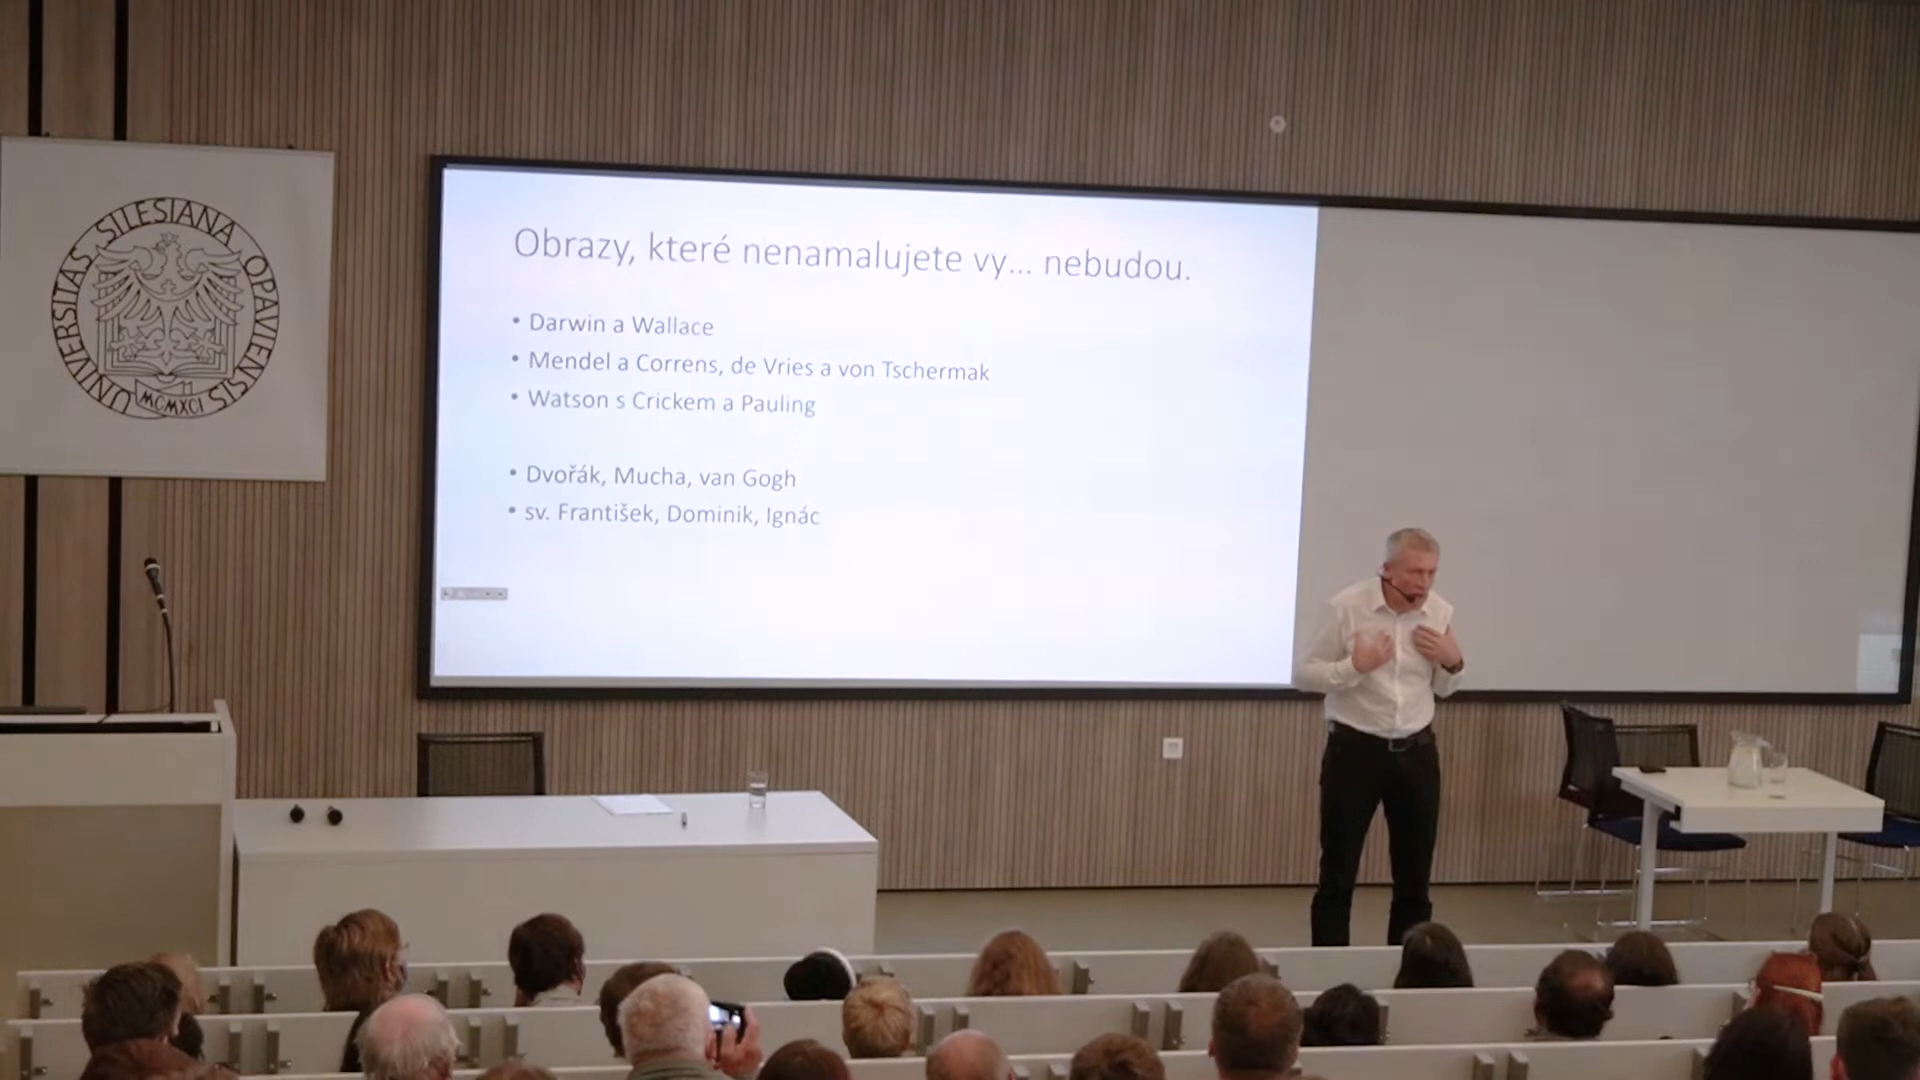 UNIVERSITAS SILESIANA OPAVIENSIS
MCMXCI
Obrazy, které nenamalujete vy... nebudou.
• Darwin a Wallace
• Mendel a Correns, de Vries a von Tschermak
• Watson s Crickem a Pauling
• Dvořák, Mucha, van Gogh
• sv. František, Dominik, Ignác